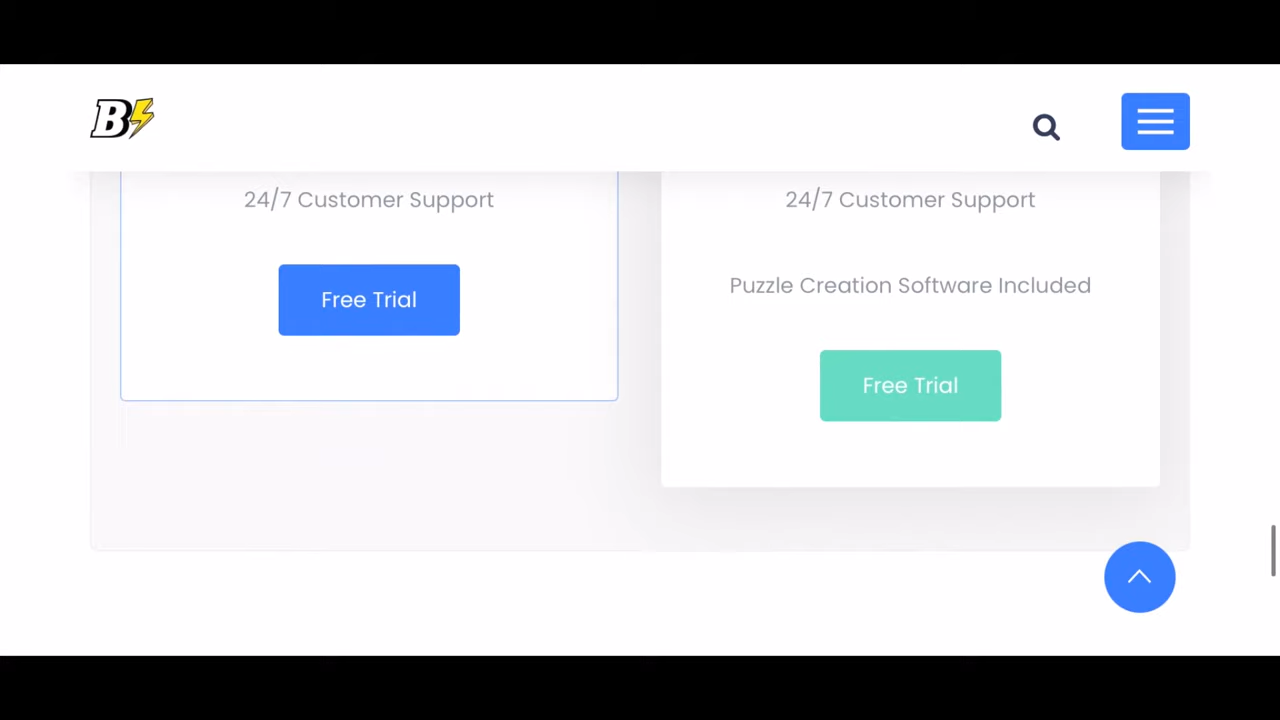 B
24/7 Customer Support
Free Trial
24/7 Customer Support
Puzzle Creation Software Included
Free Trial